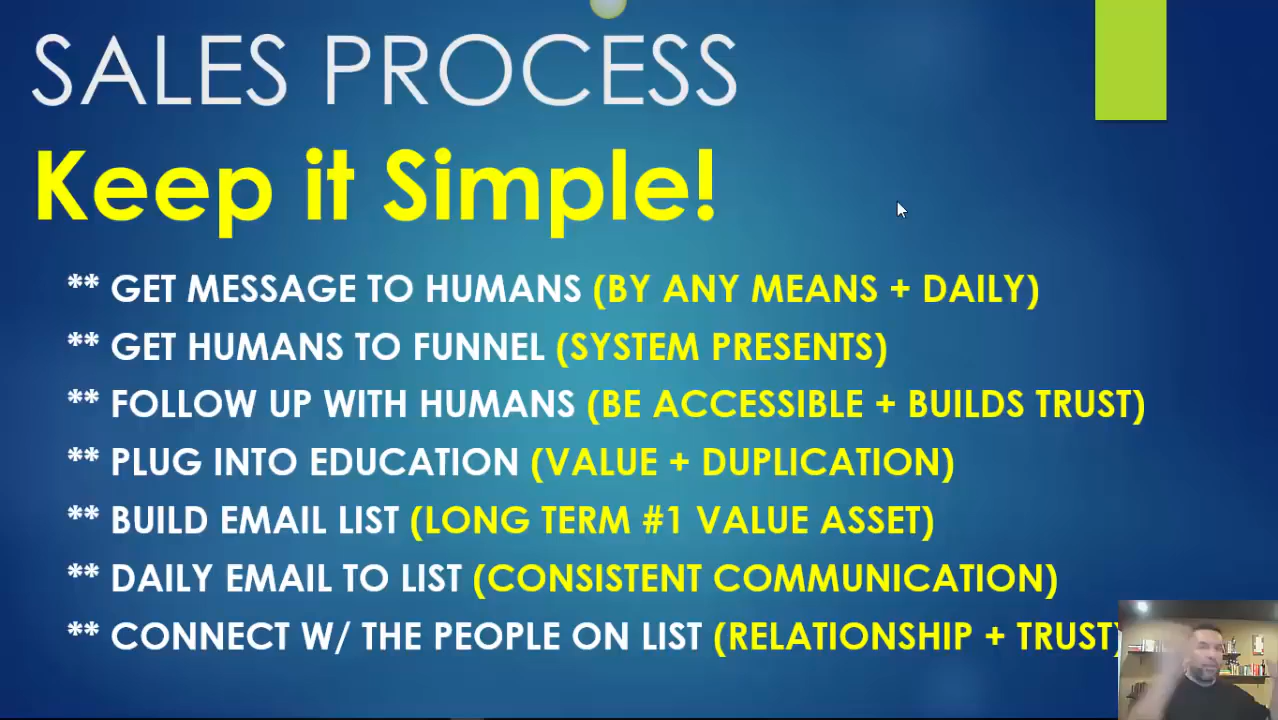 SALES PROCESS
Keep it Simple!
** GET MESSAGE TO HUMANS (BY ANY MEANS + DAILY)
** GET HUMANS TO FUNNEL (SYSTEM PRESENTS)
** FOLLOW UP WITH HUMANS (BE ACCESSIBLE + BUILDS TRUST)
** PLUG INTO EDUCATION (VALUE + DUPLICATION)
** BUILD EMAIL LIST (LONG TERM #1 VALUE ASSET)
** DAILY EMAIL TO LIST (CONSISTENT COMMUNICATION)
** CONNECT W/ THE PEOPLE ON LIST (RELATIONSHIP + TRUST)